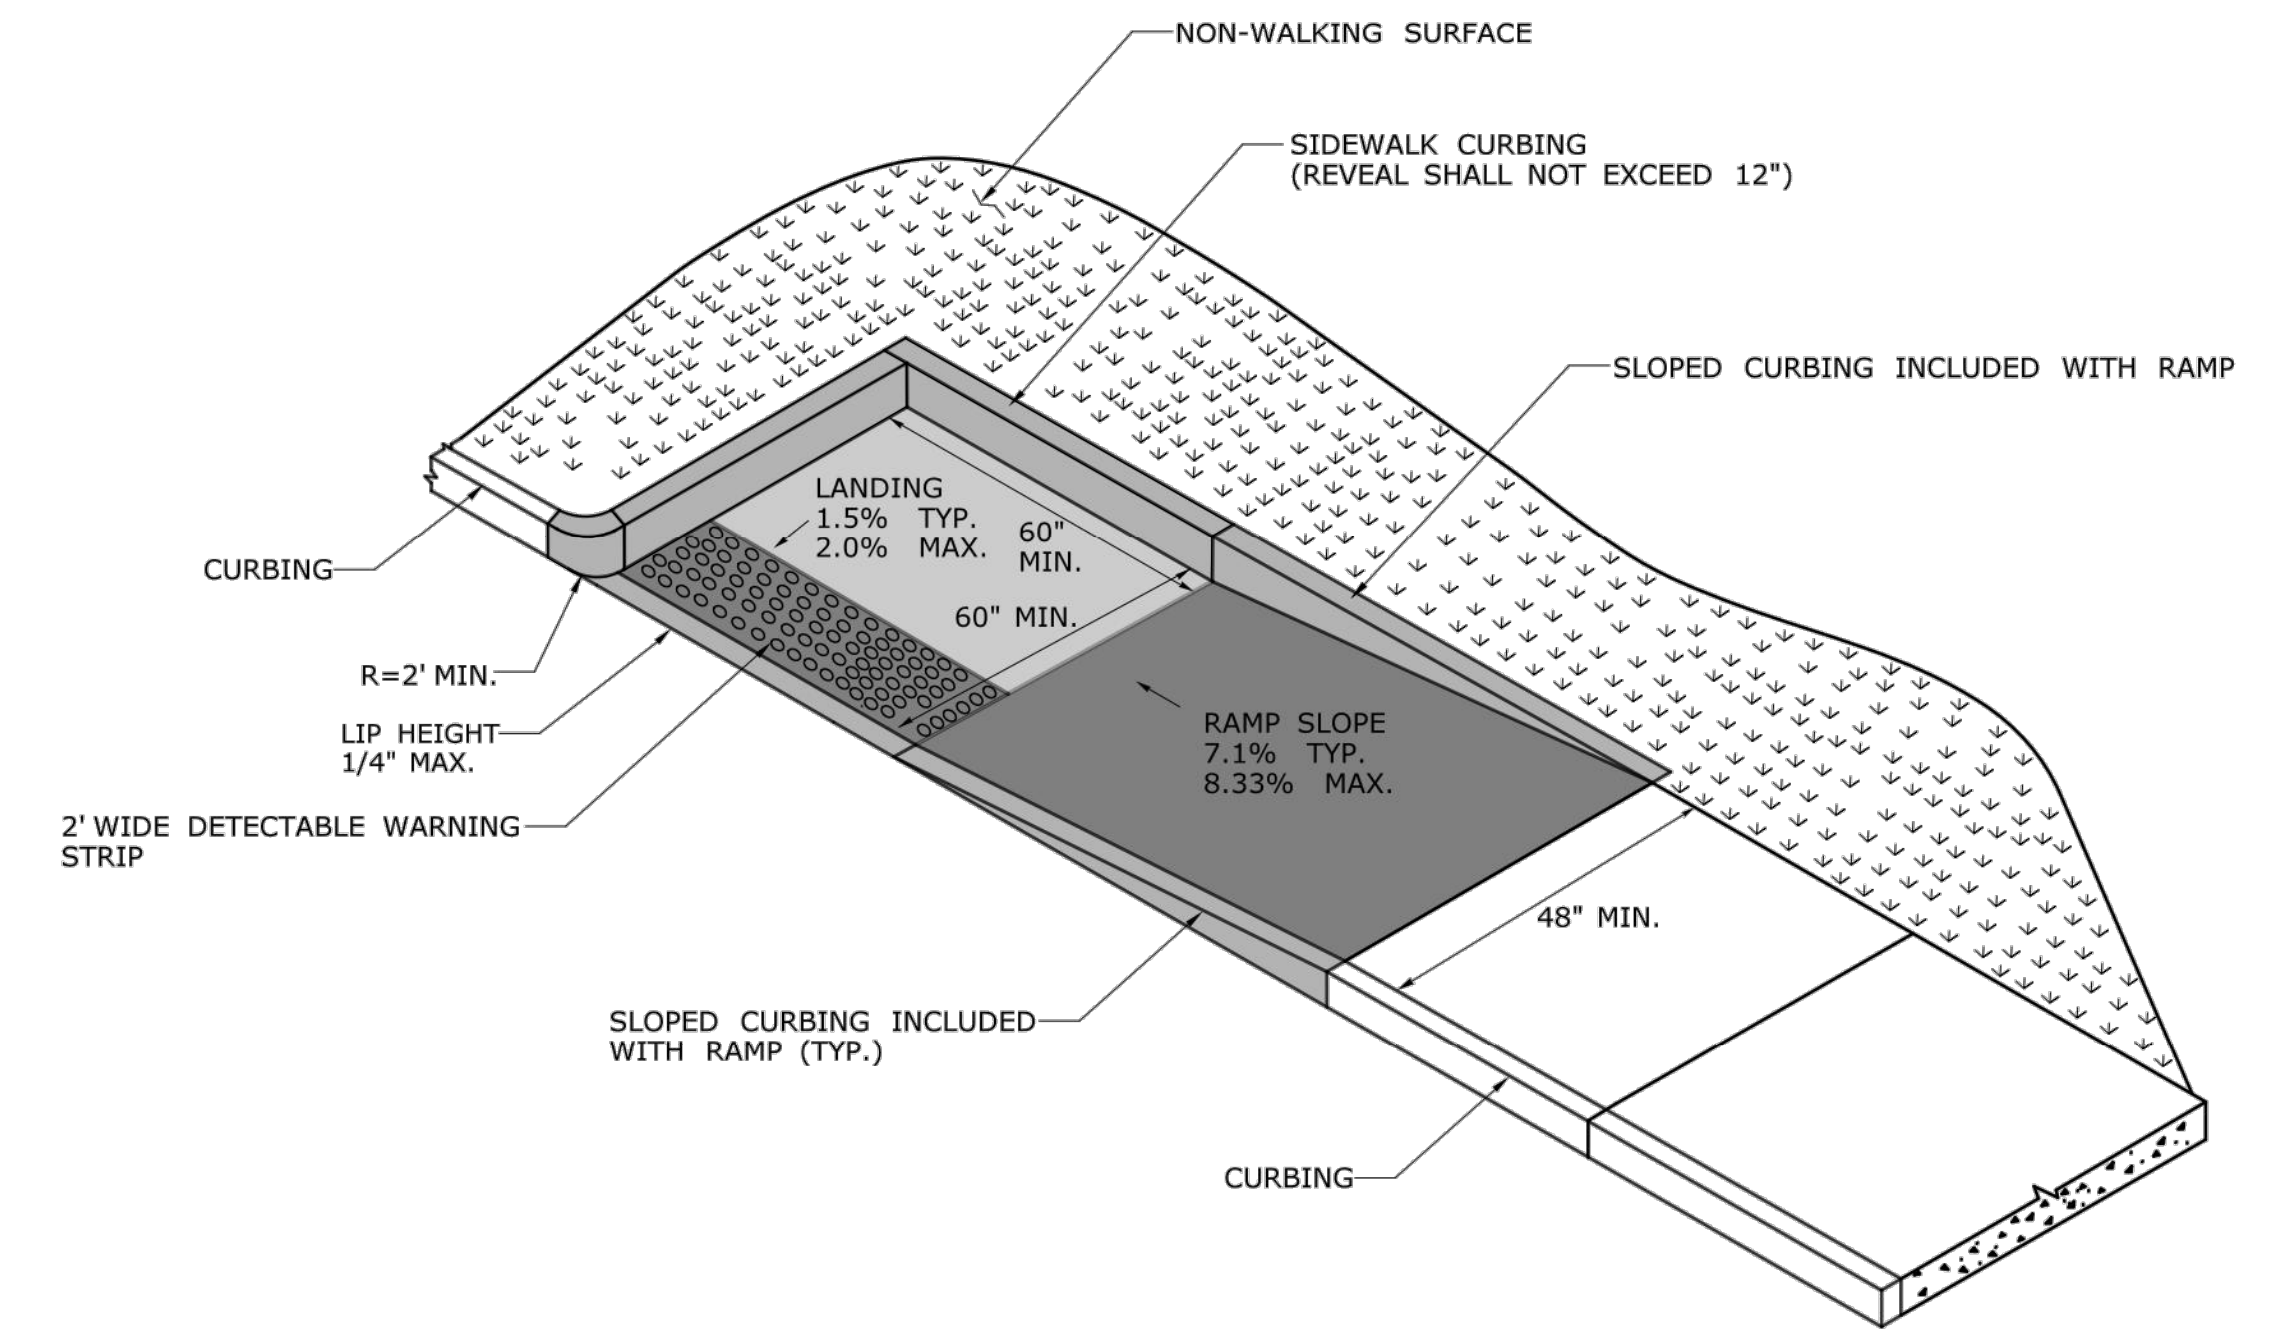 NON-WALKING SURFACE
SIDEWALK CURBING
(REVEAL SHALL NOT EXCEED 12")
SLOPED CURBING INCLUDED WITH RAMP
LANDING
1.5% TYP.
2.0% MAX.
60"
MIN.
60" MIN.
CURBING
R=2' MIN.
LIP HEIGHT
1/4" MAX.
2' WIDE DETECTABLE WARNING
STRIP
RAMP SLOPE
7.1% TYP.
8.33% MAX.
48" MIN.
SLOPED CURBING INCLUDED
WITH RAMP (TYP.)
CURBING